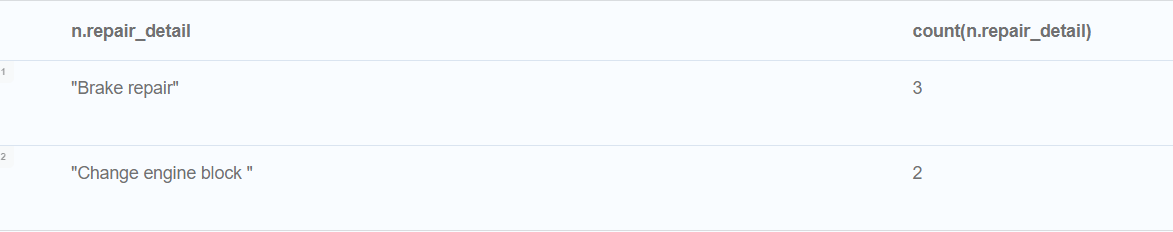 n.repair_detail count(n.repair_detail)
1 "Brake repair" 3
2 "Change engine block " 2